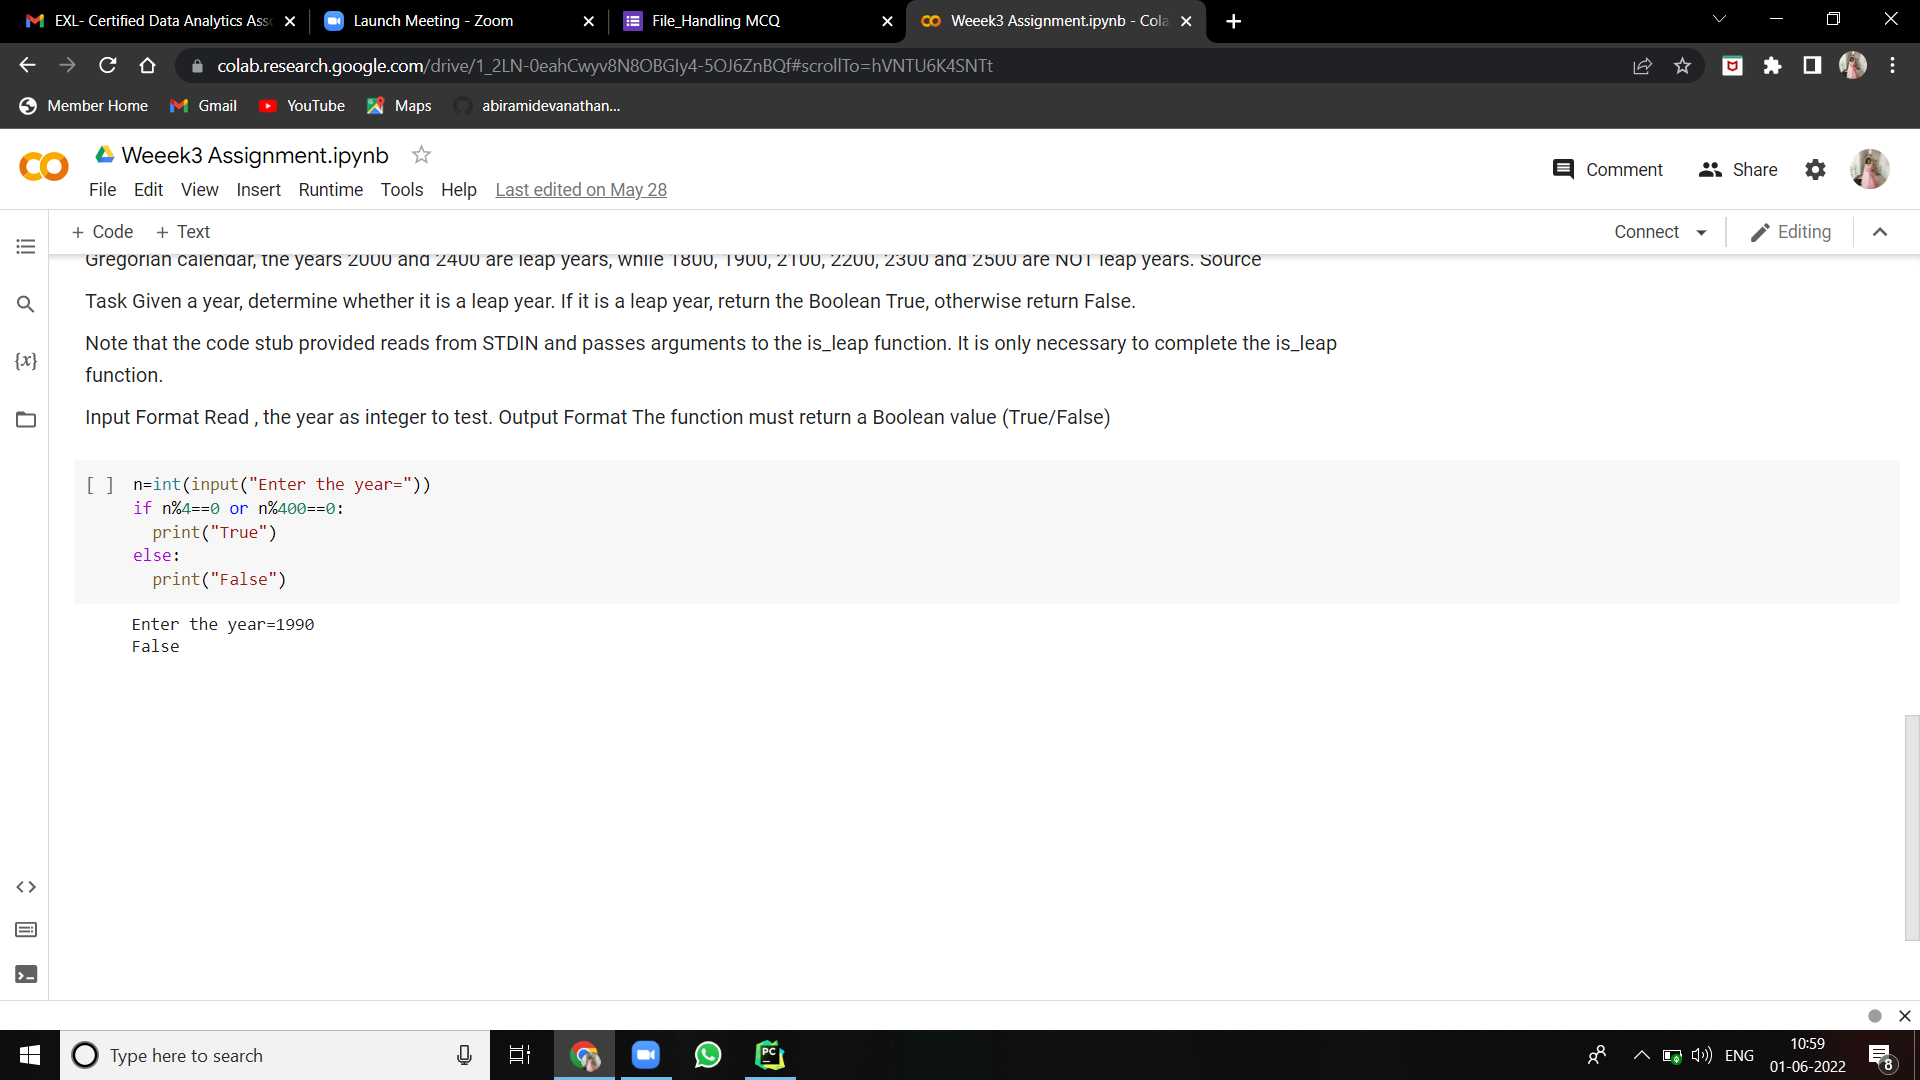 EXL- Certified Data Analytics Ass
Launch Meeting - Zoom
File_Handling MCQ
Weeek3 Assignment.ipynb - Cola
colab.research.google.com/drive/1_2LN-0eahCwyv8N8OBGIy4-5OJ6ZnBQf#scrollTo=hVNTU6K4SNTt
Member Home
Gmail
YouTube
Maps
abiramidevanathan...
Weeek3 Assignment.ipynb
File Edit View Insert Runtime Tools Help Last edited on May 28
Comment
Share
+ Code + Text
Connect
Editing
Gregorian calendar, the years 2000 and 2400 are leap years, while 1800, 1900, 2100, 2200, 2300 and 2500 are NOT leap years. Source
Task Given a year, determine whether it is a leap year. If it is a leap year, return the Boolean True, otherwise return False.
Note that the code stub provided reads from STDIN and passes arguments to the is_leap function. It is only necessary to complete the is_leap
function.
Input Format Read , the year as integer to test. Output Format The function must return a Boolean value (True/False)
[ ] n=int(input("Enter the year="))
if n%4==0 or n%400==0:
print("True")
else:
print("False")
Enter the year=1990
False
{x}
Type here to search
PC
ENG
10:59
01-06-2022
8